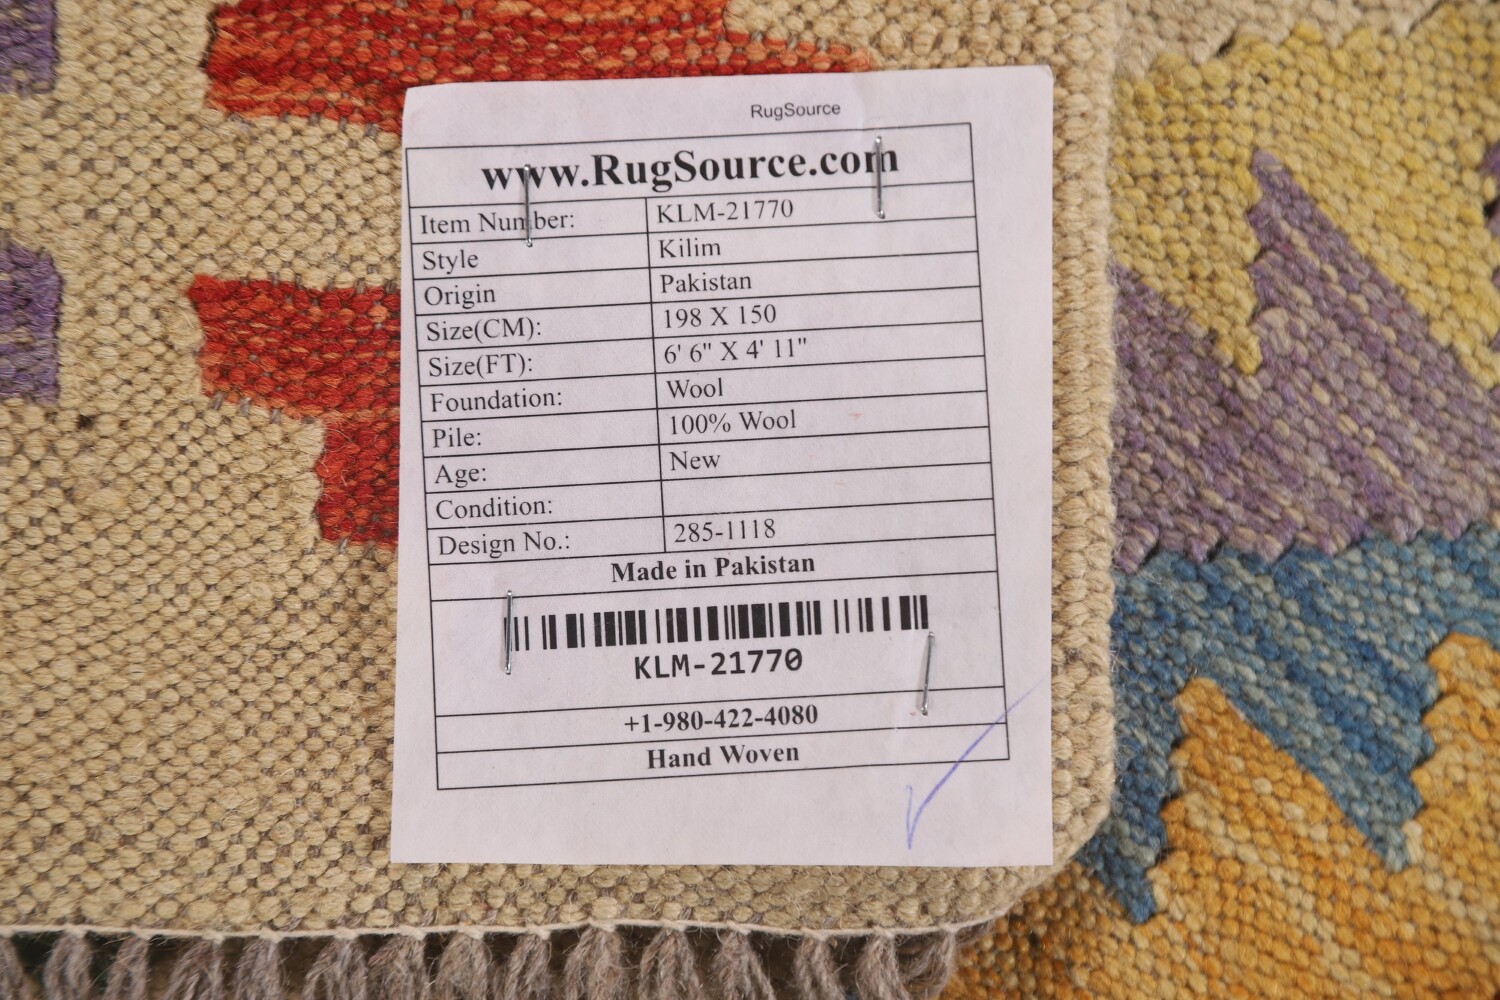 RugSource
www.RugSource.com
Item Number: KLM-21770
Style Kilim
Origin Pakistan
Size(CM): 198 X 150
Size(FT): 6' 6" X 4' 11"
Foundation: Wool
Pile: 100% Wool
Age: New
Condition:
Design No.: 285-1118
Made in Pakistan
KLM-21770
+1-980-422-4080
Hand Woven